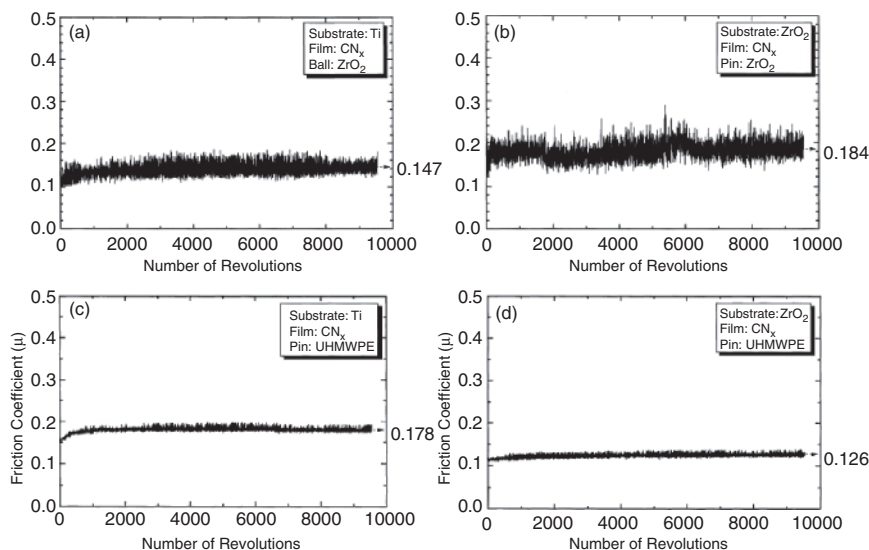 (a)
Substrate: Ti
Film: CNx
Ball: ZrO2
0.5
0.4
0.3
0.2
0.1
0.0
0.147
0
2000
4000
6000
8000
10000
Number of Revolutions
(b)
Substrate: ZrO2
Film: CNx
Pin: ZrO2
0.5
0.4
0.3
0.2
0.1
0.0
0.184
0
2000
4000
6000
8000
10000
Number of Revolutions
(c)
Substrate: Ti
Film: CNx
Pin: UHMWPE
Friction Coefficient (μ)
0.5
0.4
0.3
0.2
0.1
0.0
0.178
0
2000
4000
6000
8000
10000
Number of Revolutions
(d)
Substrate: ZrO2
Film: CNx
Pin: UHMWPE
Friction Coefficient (μ)
0.5
0.4
0.3
0.2
0.1
0.0
0.126
0
2000
4000
6000
8000
10000
Number of Revolutions